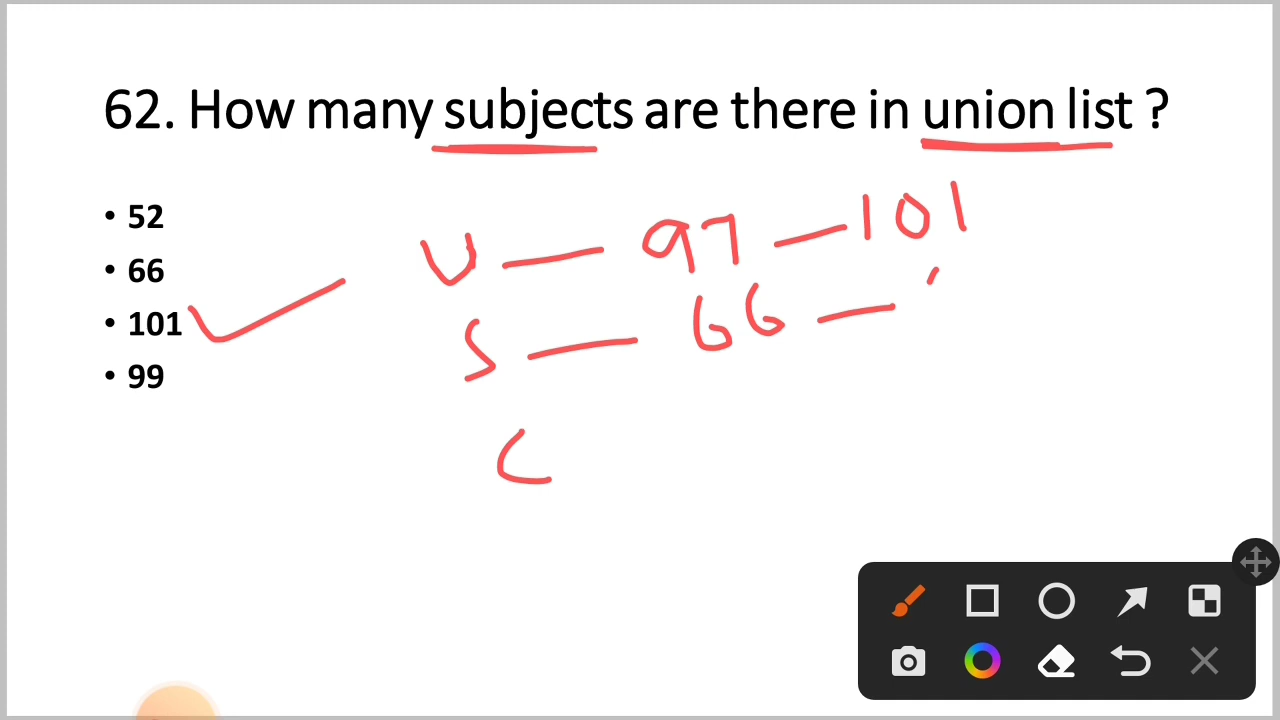 62. How many subjects are there in union list ?
• 52
• 66
• 101
• 99
U — 97 — 101
S — 66 —
C